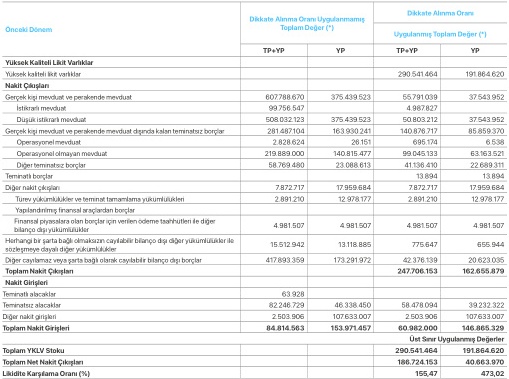 Önceki Dönem
Dikkate Alınma Oranı Uygulanmamış Toplam Değer (*)
Dikkate Alınma Oranı
Uygulanmış Toplam Değer (*)
TP+YP YP TP+YP YP
Yüksek Kaliteli Likit Varlıklar
Yüksek kaliteli likit varlıklar 290.541.464 191.864.620
Nakit Çıkışları
Gerçek kişi mevduat ve perakende mevduat 607.788.670 375.439.523 55.791.039 37.543.952
İstikrarlı mevduat 99.756.547 4.987.827
Düşük istikrarlı mevduat 508.032.123 375.439.523 50.803.212 37.543.952
Gerçek kişi mevduat ve perakende mevduat dışında kalan teminatsız borçlar 281.487.104 163.930.241 140.876.717 85.859.370
Operasyonel mevduat 2.828.624 26.151 695.174 6.538
Operasyonel olmayan mevduat 219.889.000 140.815.477 99.045.133 63.163.521
Diğer teminatsız borçlar 58.769.480 23.088.613 41.136.410 22.689.311
Teminatlı borçlar 13.894 13.894
Diğer nakit çıkışları 7.872.717 17.959.684 7.872.717 17.959.684
Türev yükümlülükler ve teminat tamamlama yükümlülükleri 2.891.210 12.978.177 2.891.210 12.978.177
Yapılandırılmış finansal araçlardan borçlar
Finansal piyasalara olan borçlar için verilen ödeme taahhütleri ile diğer
bilanço dışı yükümlülükler 4.981.507 4.981.507 4.981.507 4.981.507
Herhangi bir şarta bağlı olmaksızın cayılabilir bilanço dışı diğer yükümlülükler ile
sözleşmeye dayalı diğer yükümlülükler 15.512.942 13.118.885 775.647 655.944
Diğer cayılamaz veya şarta bağlı olarak cayılabilir bilanço dışı borçlar 417.893.359 173.291.972 42.376.139 20.623.035
Toplam Nakit Çıkışları 247.706.153 162.655.879
Nakit Girişleri
Teminatlı alacaklar 63.928
Teminatsız alacaklar 82.246.729 46.338.450 58.478.094 39.232.322
Diğer nakit girişleri 2.503.906 107.633.007 2.503.906 107.633.007
Toplam Nakit Girişleri 84.814.563 153.971.457 60.982.000 146.865.329
Üst Sınır Uygulanmış Değerler
Toplam YKLV Stoku 290.541.464 191.864.620
Toplam Net Nakit Çıkışları 186.724.153 40.663.970
Likidite Karşılama Oranı (%) 155,47 473,02